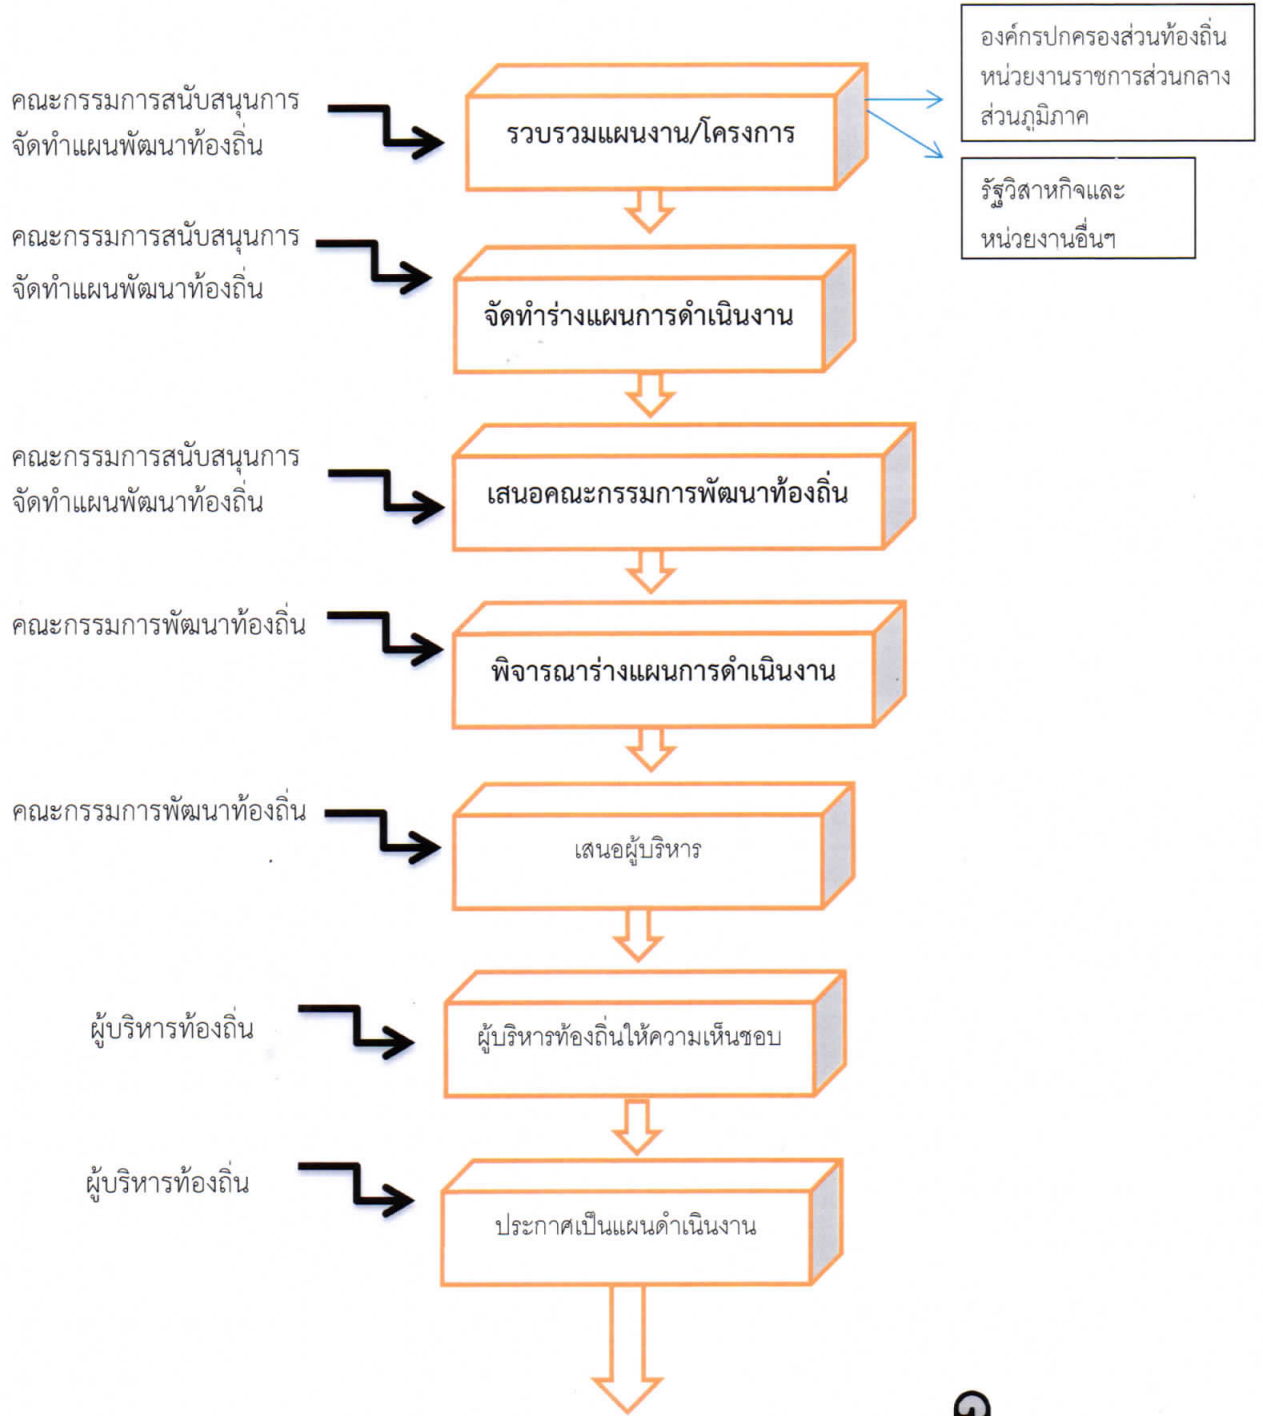 องค์กรปกครองส่วนท้องถิ่น
หน่วยงานราชการส่วนกลาง
ส่วนภูมิภาค
คณะกรรมการสนับสนุนการ
จัดทำแผนพัฒนาท้องถิ่น
รวบรวมแผนงาน/โครงการ
รัฐวิสาหกิจและ
หน่วยงานอื่นๆ
คณะกรรมการสนับสนุนการ
จัดทำแผนพัฒนาท้องถิ่น
จัดทำร่างแผนการดำเนินงาน
คณะกรรมการสนับสนุนการ
จัดทำแผนพัฒนาท้องถิ่น
เสนอคณะกรรมการพัฒนาท้องถิ่น
คณะกรรมการพัฒนาท้องถิ่น
พิจารณาร่างแผนการดำเนินงาน
คณะกรรมการพัฒนาท้องถิ่น
เสนอผู้บริหาร
ผู้บริหารท้องถิ่น
ผู้บริหารท้องถิ่นให้ความเห็นชอบ
ผู้บริหารท้องถิ่น
ประกาศเป็นแผนดำเนินงาน